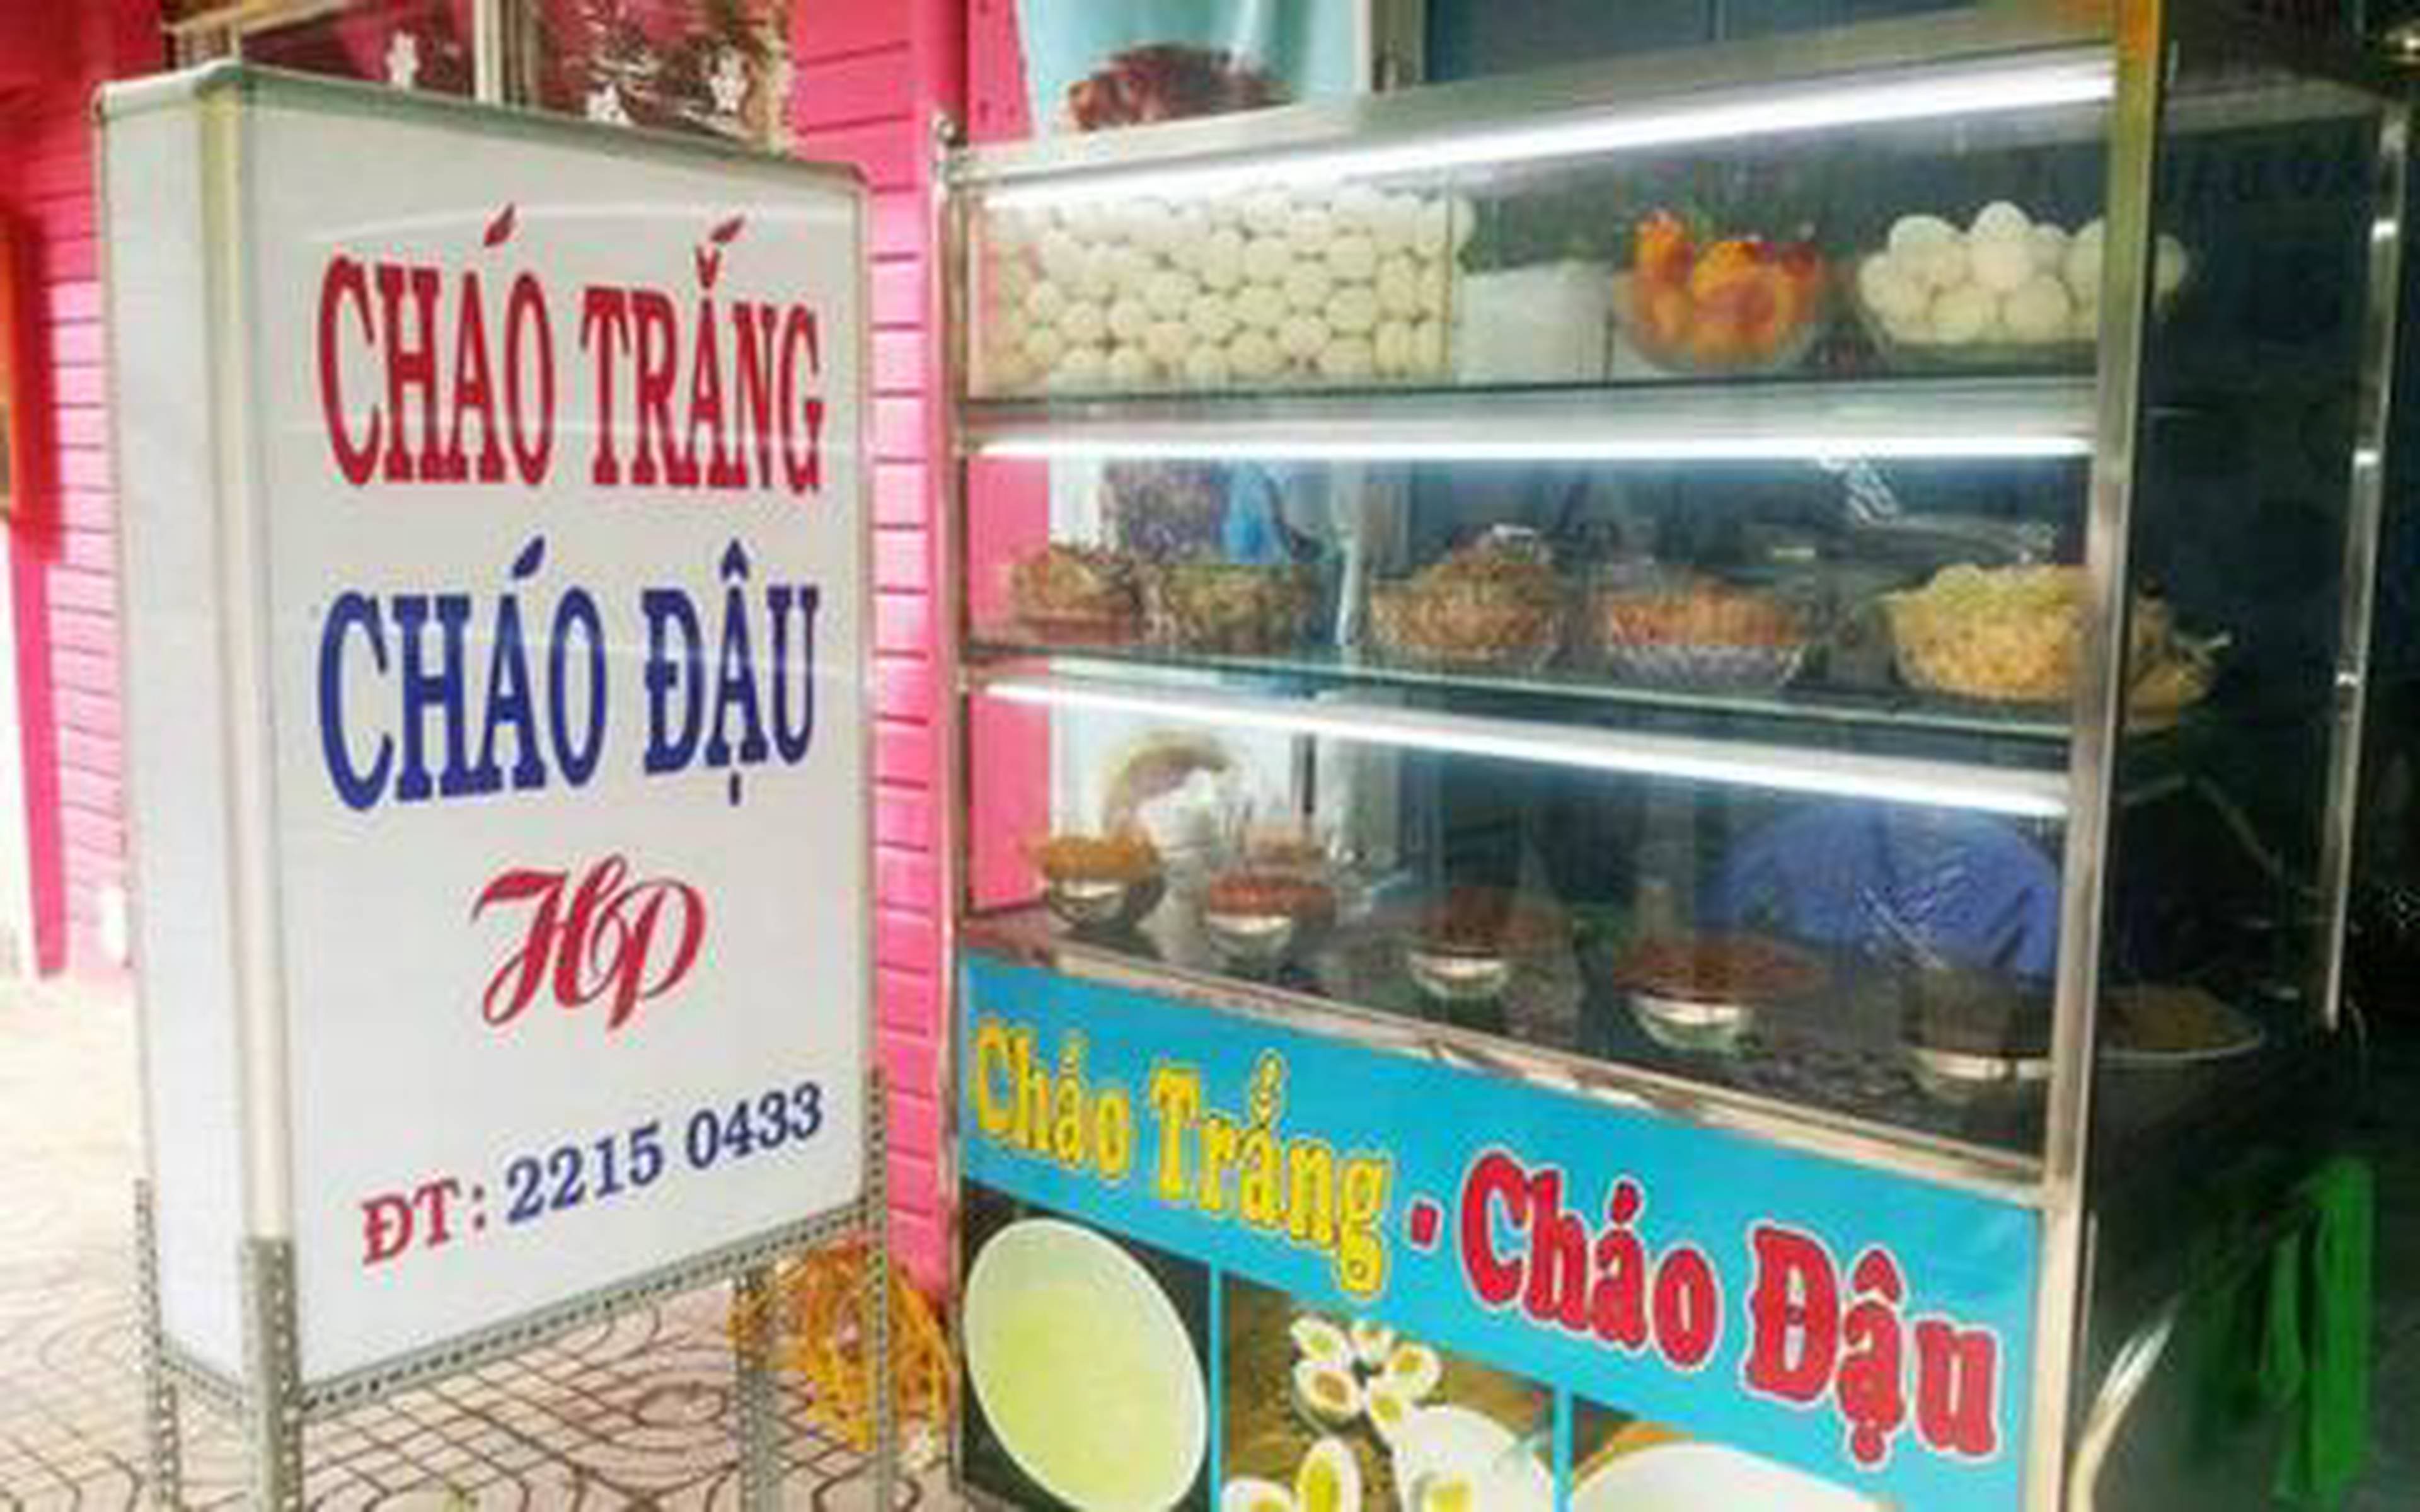 CHÁO TRẮNG
CHÁO ĐẬU
HP
ĐT: 2215 0433
Cháo Trắng - Cháo Đậu